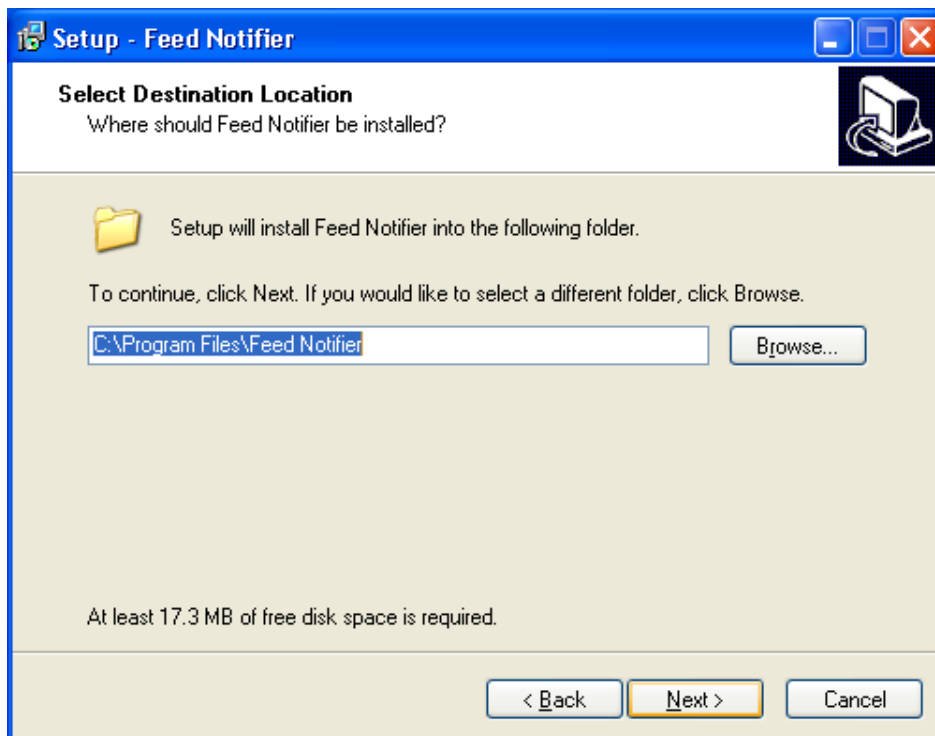 Setup - Feed Notifier
Select Destination Location
Where should Feed Notifier be installed?
Setup will install Feed Notifier into the following folder.
To continue, click Next. If you would like to select a different folder, click Browse.
C:\Program Files\Feed Notifier
Browse...
At least 17.3 MB of free disk space is required.
< Back
Next >
Cancel